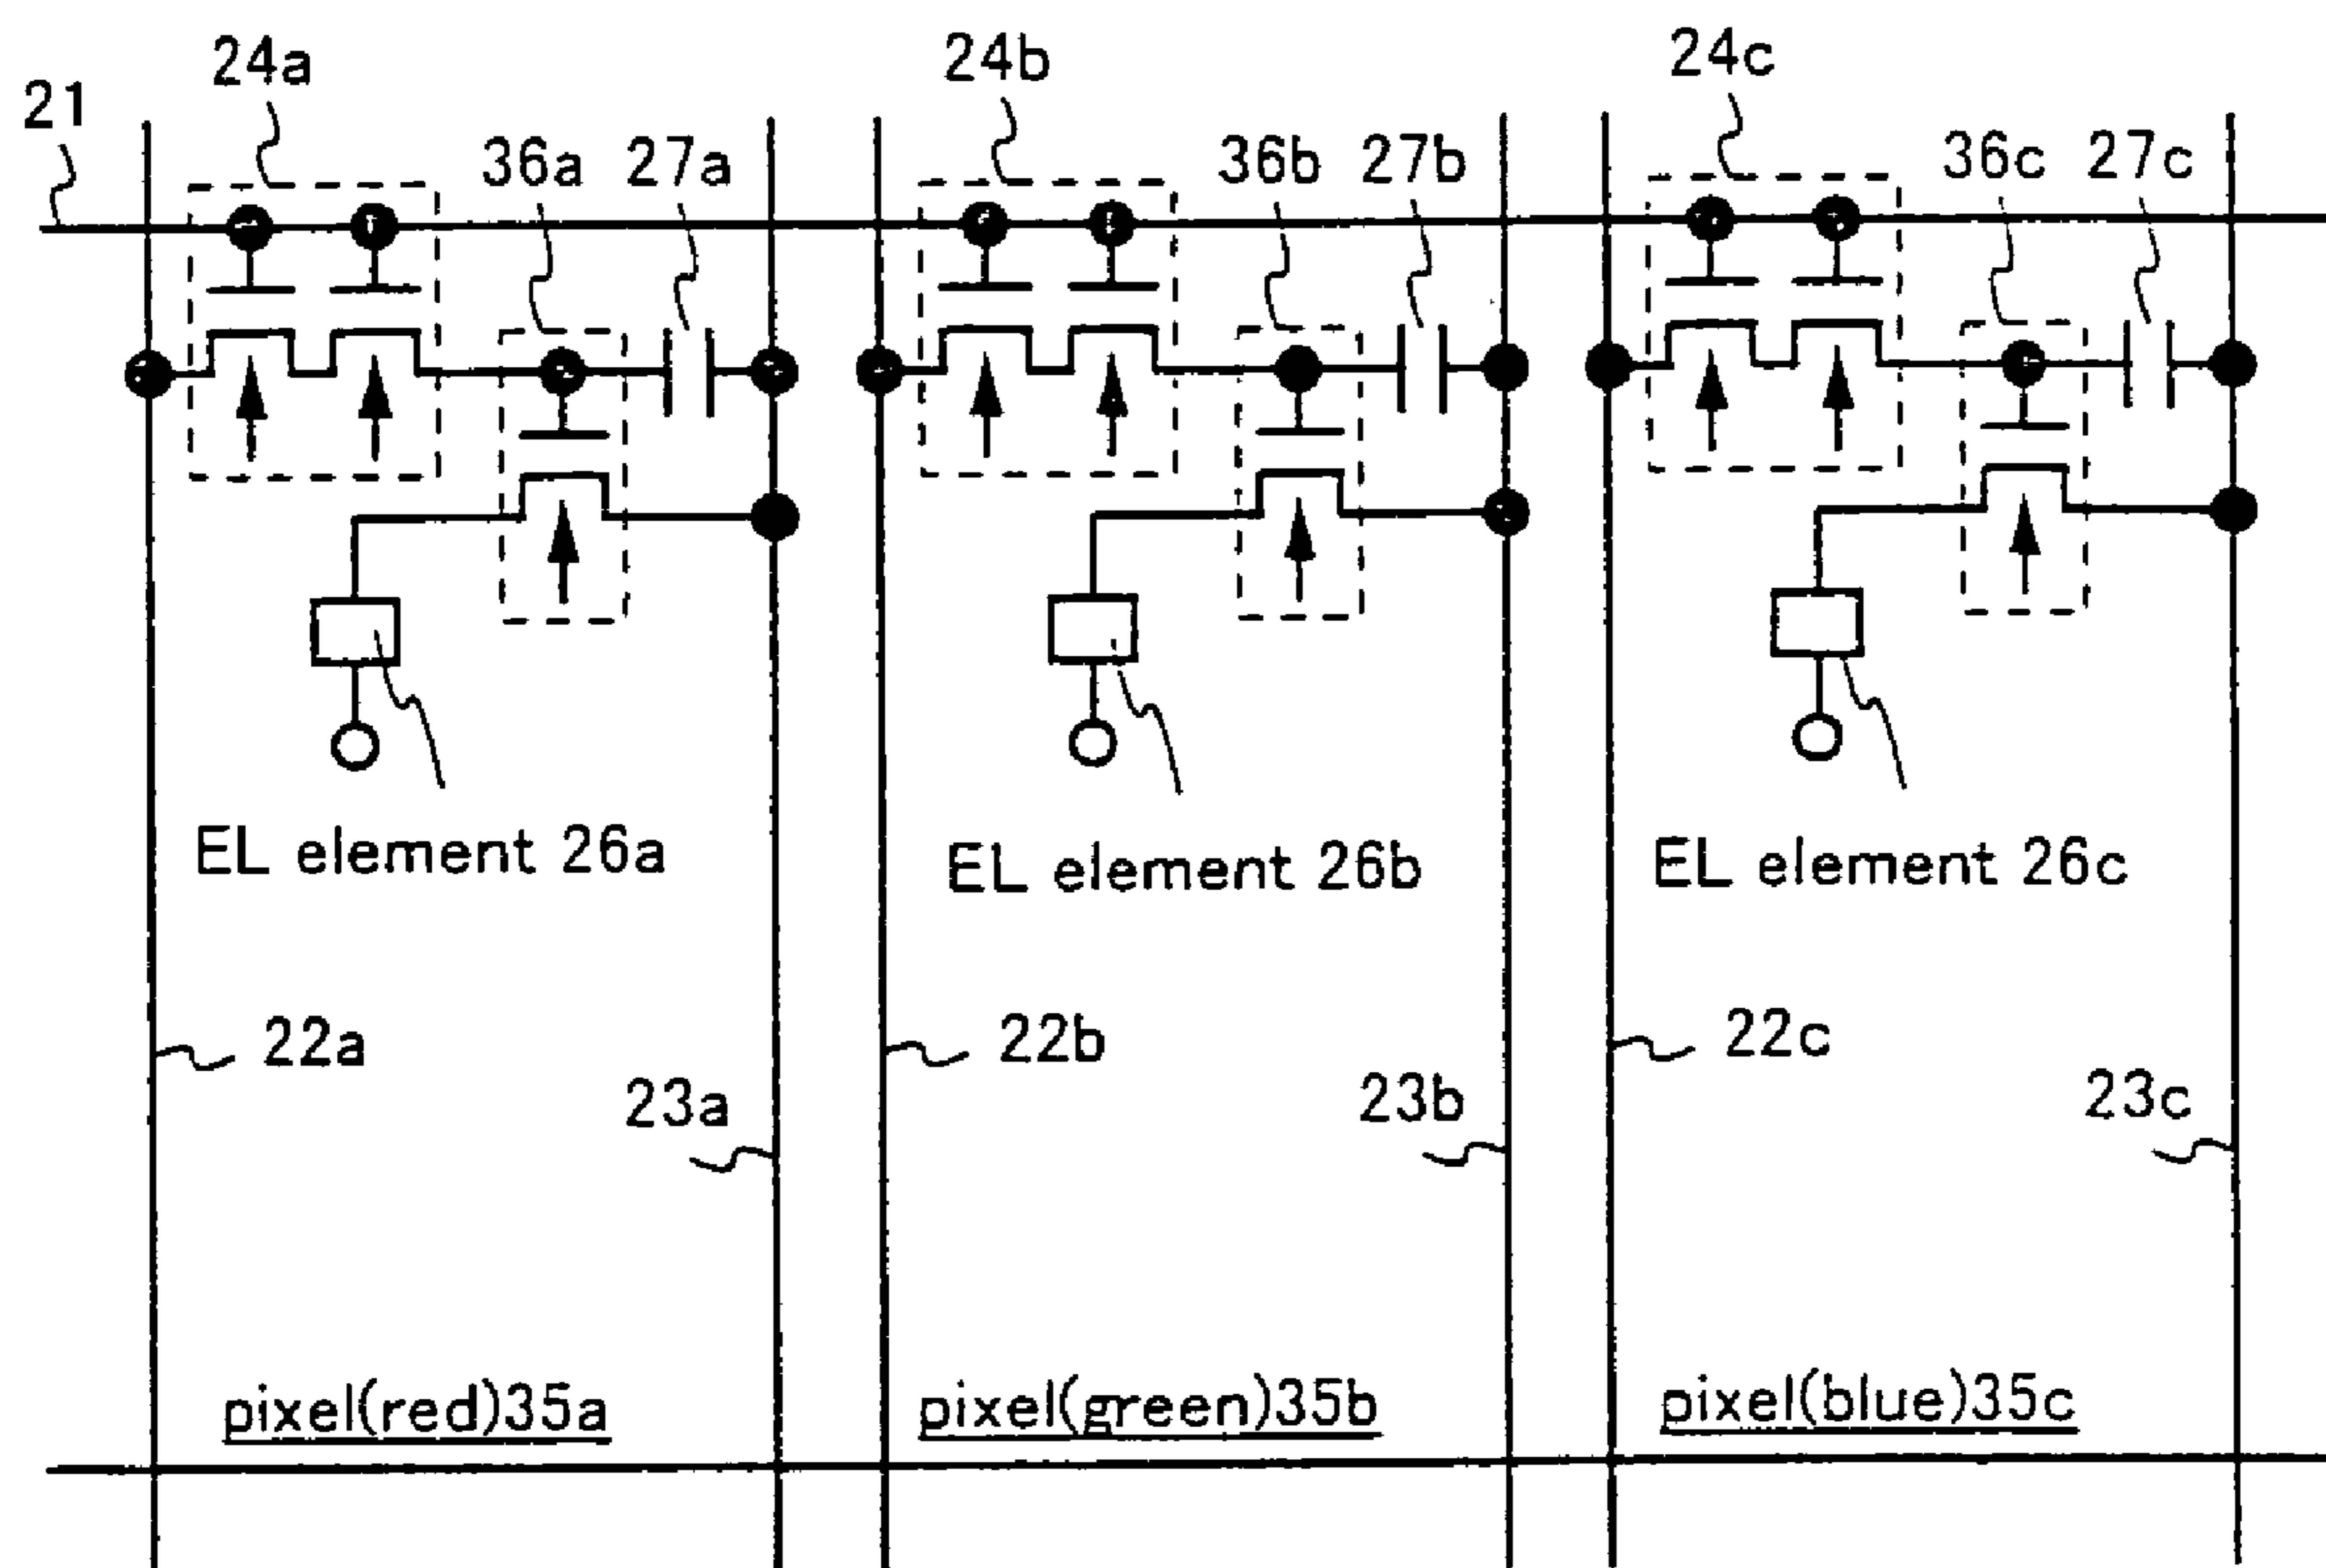 24a
24b
24c
21
36a
27a
36b
27b
36c
27c
EL element 26a
EL element 26b
EL element 26c
22a
22b
22c
23a
23b
23c
pixel(red)35a
pixel(green)35b
pixel(blue)35c